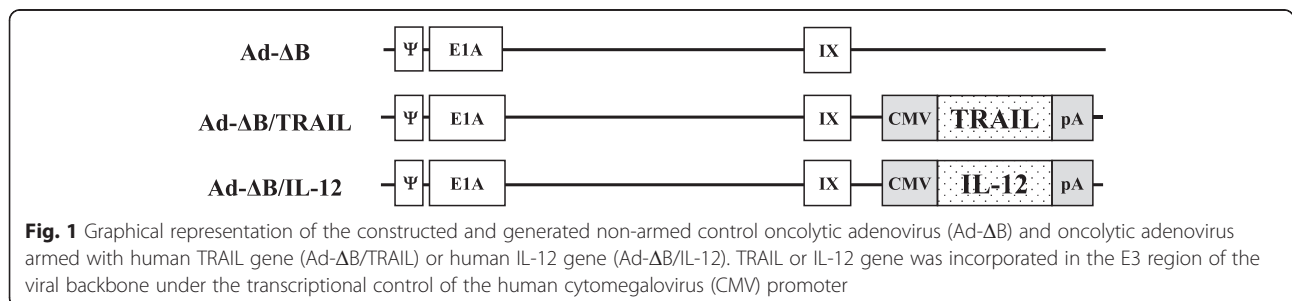 Ad-ΔB Ψ E1A IX
Ad-ΔB/TRAIL Ψ E1A IX CMV TRAIL pA
Ad-ΔB/IL-12 Ψ E1A IX CMV IL-12 pA
Fig. 1 Graphical representation of the constructed and generated non-armed control oncolytic adenovirus (Ad-ΔB) and oncolytic adenovirus
armed with human TRAIL gene (Ad-ΔB/TRAIL) or human IL-12 gene (Ad-ΔB/IL-12). TRAIL or IL-12 gene was incorporated in the E3 region of the
viral backbone under the transcriptional control of the human cytomegalovirus (CMV) promoter